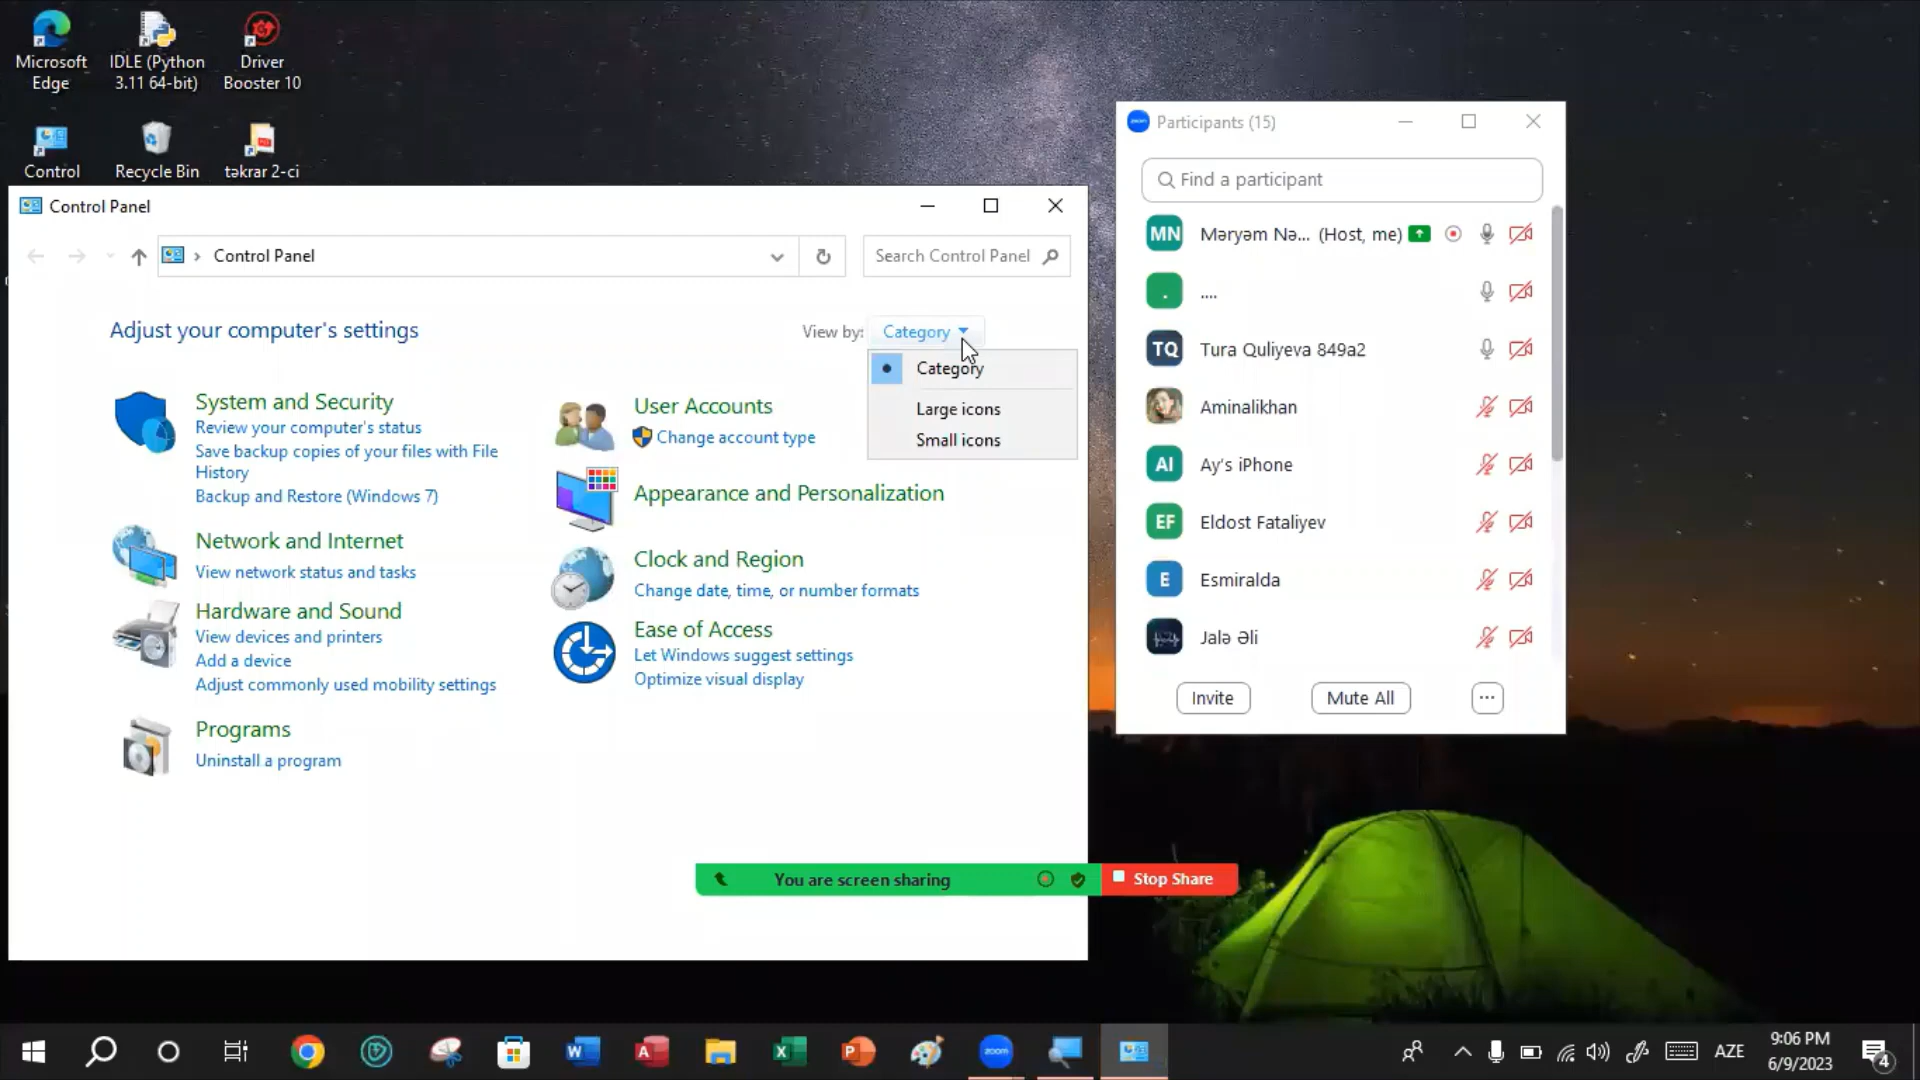 Microsoft
Edge
IDLE (Python
3.11 64-bit)
Driver
Booster 10
Control
Recycle Bin
təkrar 2-ci
Control Panel
Control Panel
Search Control Panel
Adjust your computer's settings
View by:
Category
Category
Large icons
Small icons
System and Security
Review your computer's status
Save backup copies of your files with File
History
Backup and Restore (Windows 7)
Network and Internet
View network status and tasks
Hardware and Sound
View devices and printers
Add a device
Adjust commonly used mobility settings
Programs
Uninstall a program
User Accounts
Change account type
Appearance and Personalization
Clock and Region
Change date, time, or number formats
Ease of Access
Let Windows suggest settings
Optimize visual display
zoom
Participants (15)
Find a participant
MN
Məryəm Nə... (Host, me)
.
....
TQ
Tura Quliyeva 849a2
Aminalikhan
AI
Ay's iPhone
EF
Eldost Fataliyev
E
Esmiralda
Jalə Əli
Invite
Mute All
...
You are screen sharing
Stop Share
W
A
X
P
zoom
AZE
9:06 PM
6/9/2023
4